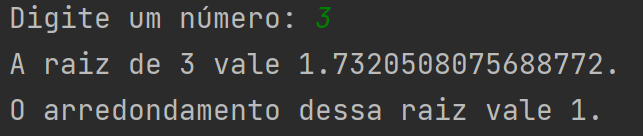 Digite um número: 3
A raiz de 3 vale 1.7320508075688772.
O arredondamento dessa raiz vale 1.